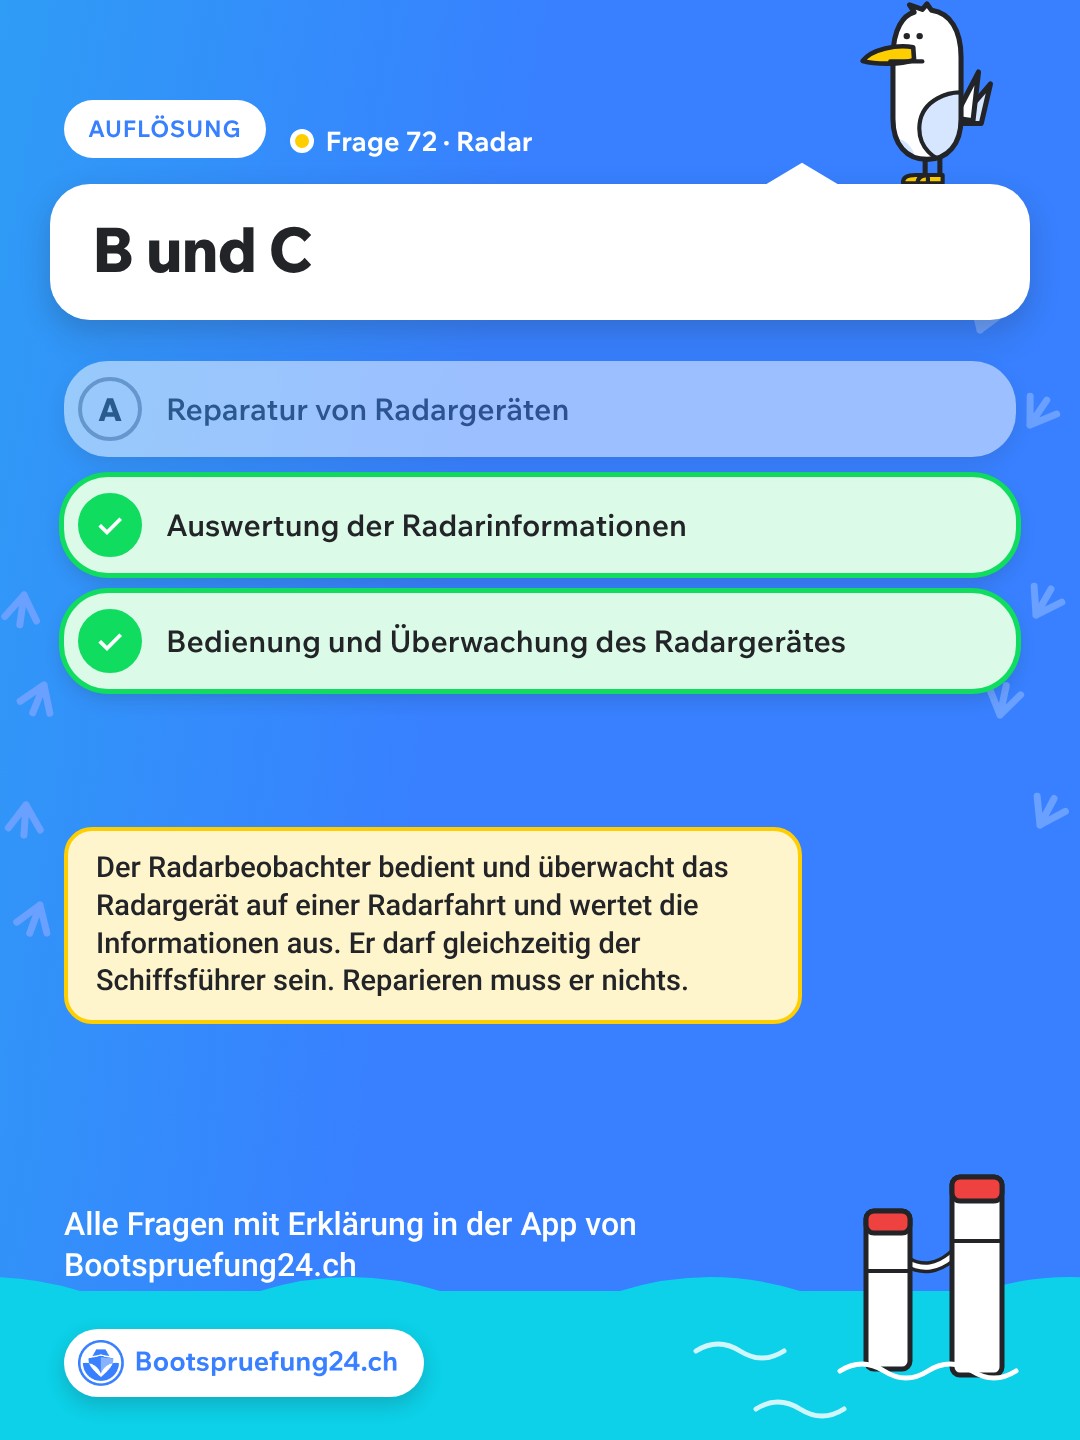 AUFLÖSUNG
Frage 72 · Radar
B und C
A Reparatur von Radargeräten
Auswertung der Radarinformationen
Bedienung und Überwachung des Radargerätes
Der Radarbeobachter bedient und überwacht das
Radargerät auf einer Radarfahrt und wertet die
Informationen aus. Er darf gleichzeitig der
Schiffsführer sein. Reparieren muss er nichts.
Alle Fragen mit Erklärung in der App von
Bootspruefung24.ch
Bootspruefung24.ch